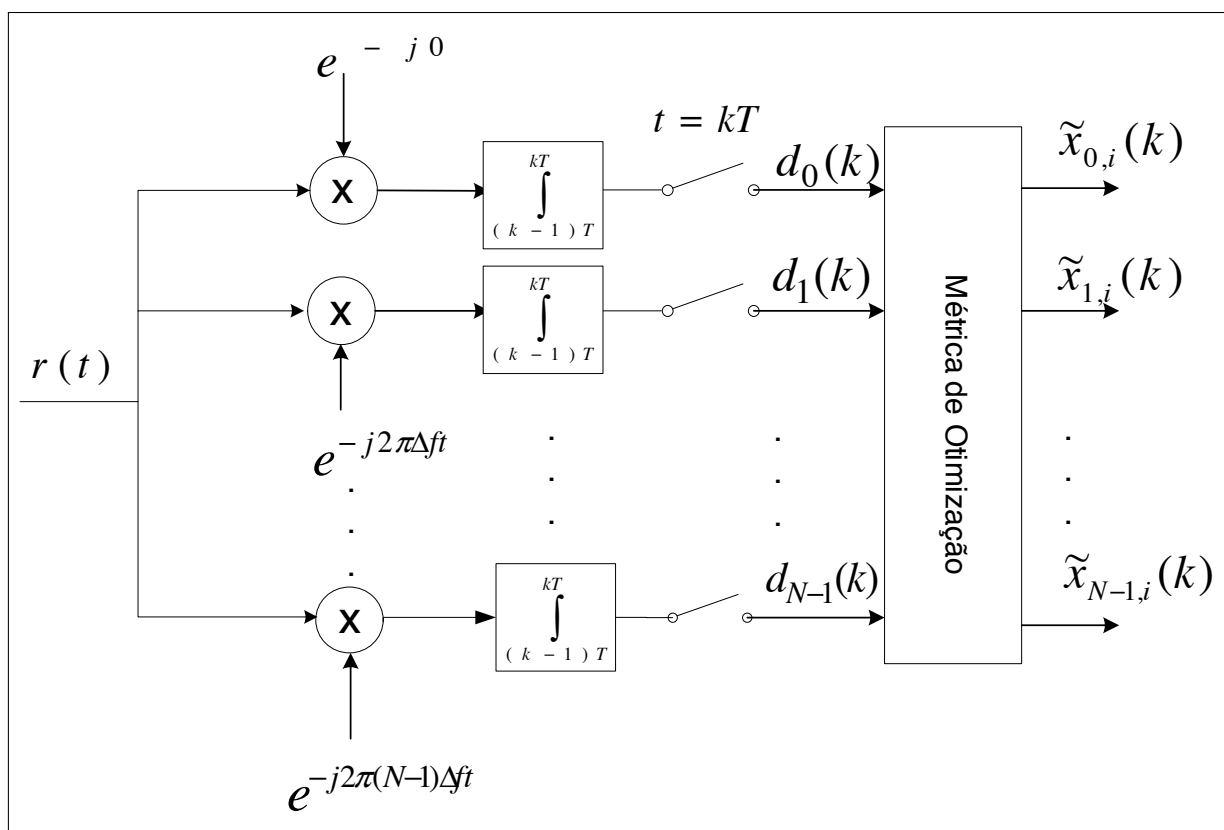 e^{- j 0}
t = kT
x
∫_{( k - 1 ) T}^{kT}
d_0(k)
x̃_{0,i}(k)
x
∫_{( k - 1 ) T}^{kT}
d_1(k)
x̃_{1,i}(k)
r(t)
e^{-j2πΔft}
Métrica de Otimização
x
∫_{( k - 1 ) T}^{kT}
d_{N-1}(k)
x̃_{N-1,i}(k)
e^{-j2π(N-1)Δft}